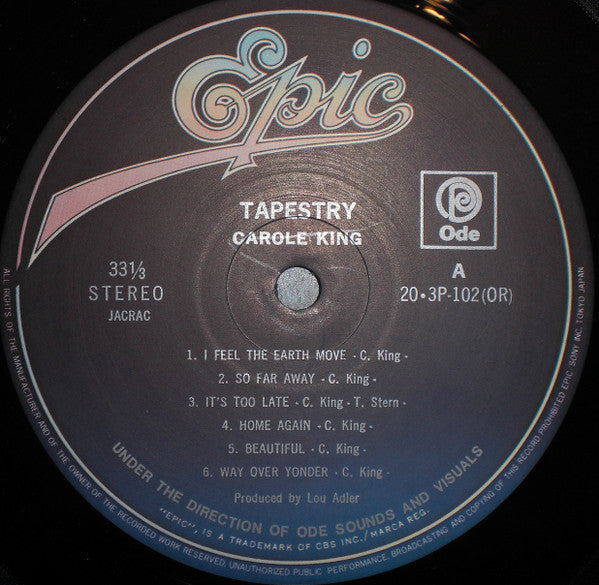 Epic
TAPESTRY
CAROLE KING
Ode
33⅓
STEREO
JACRAC
A
20・3P-102(OR)
1. I FEEL THE EARTH MOVE - C. King -
2. SO FAR AWAY - C. King -
3. IT'S TOO LATE - C. King - T. Stern -
4. HOME AGAIN - C. King -
5. BEAUTIFUL - C. King -
6. WAY OVER YONDER - C. King -
Produced by Lou Adler
UNDER THE DIRECTION OF ODE SOUNDS AND VISUALS
"EPIC", IS A TRADEMARK OF CBS INC./MARCA REG.
ALL RIGHTS OF THE MANUFACTURER AND OF THE OWNER OF THE RECORDED WORK RESERVED. UNAUTHORIZED PUBLIC PERFORMANCE, BROADCASTING AND COPYING OF THIS RECORD PROHIBITED EPIC SONY INC. TOKYO JAPAN